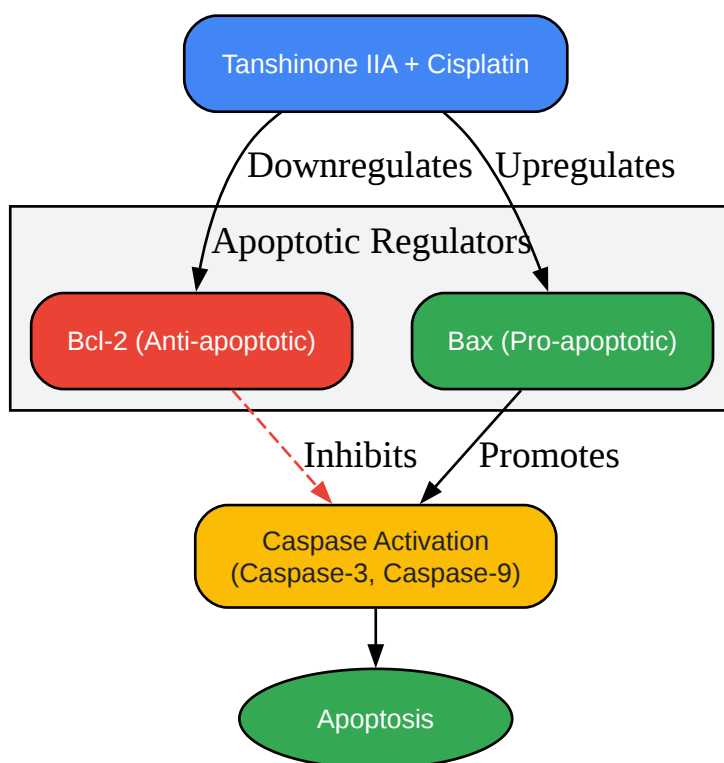 Tanshinone IIA + Cisplatin
Downregulates
Upregulates
Apoptotic Regulators
Bcl-2 (Anti-apoptotic)
Bax (Pro-apoptotic)
Inhibits
Promotes
Caspase Activation
(Caspase-3, Caspase-9)
Apoptosis